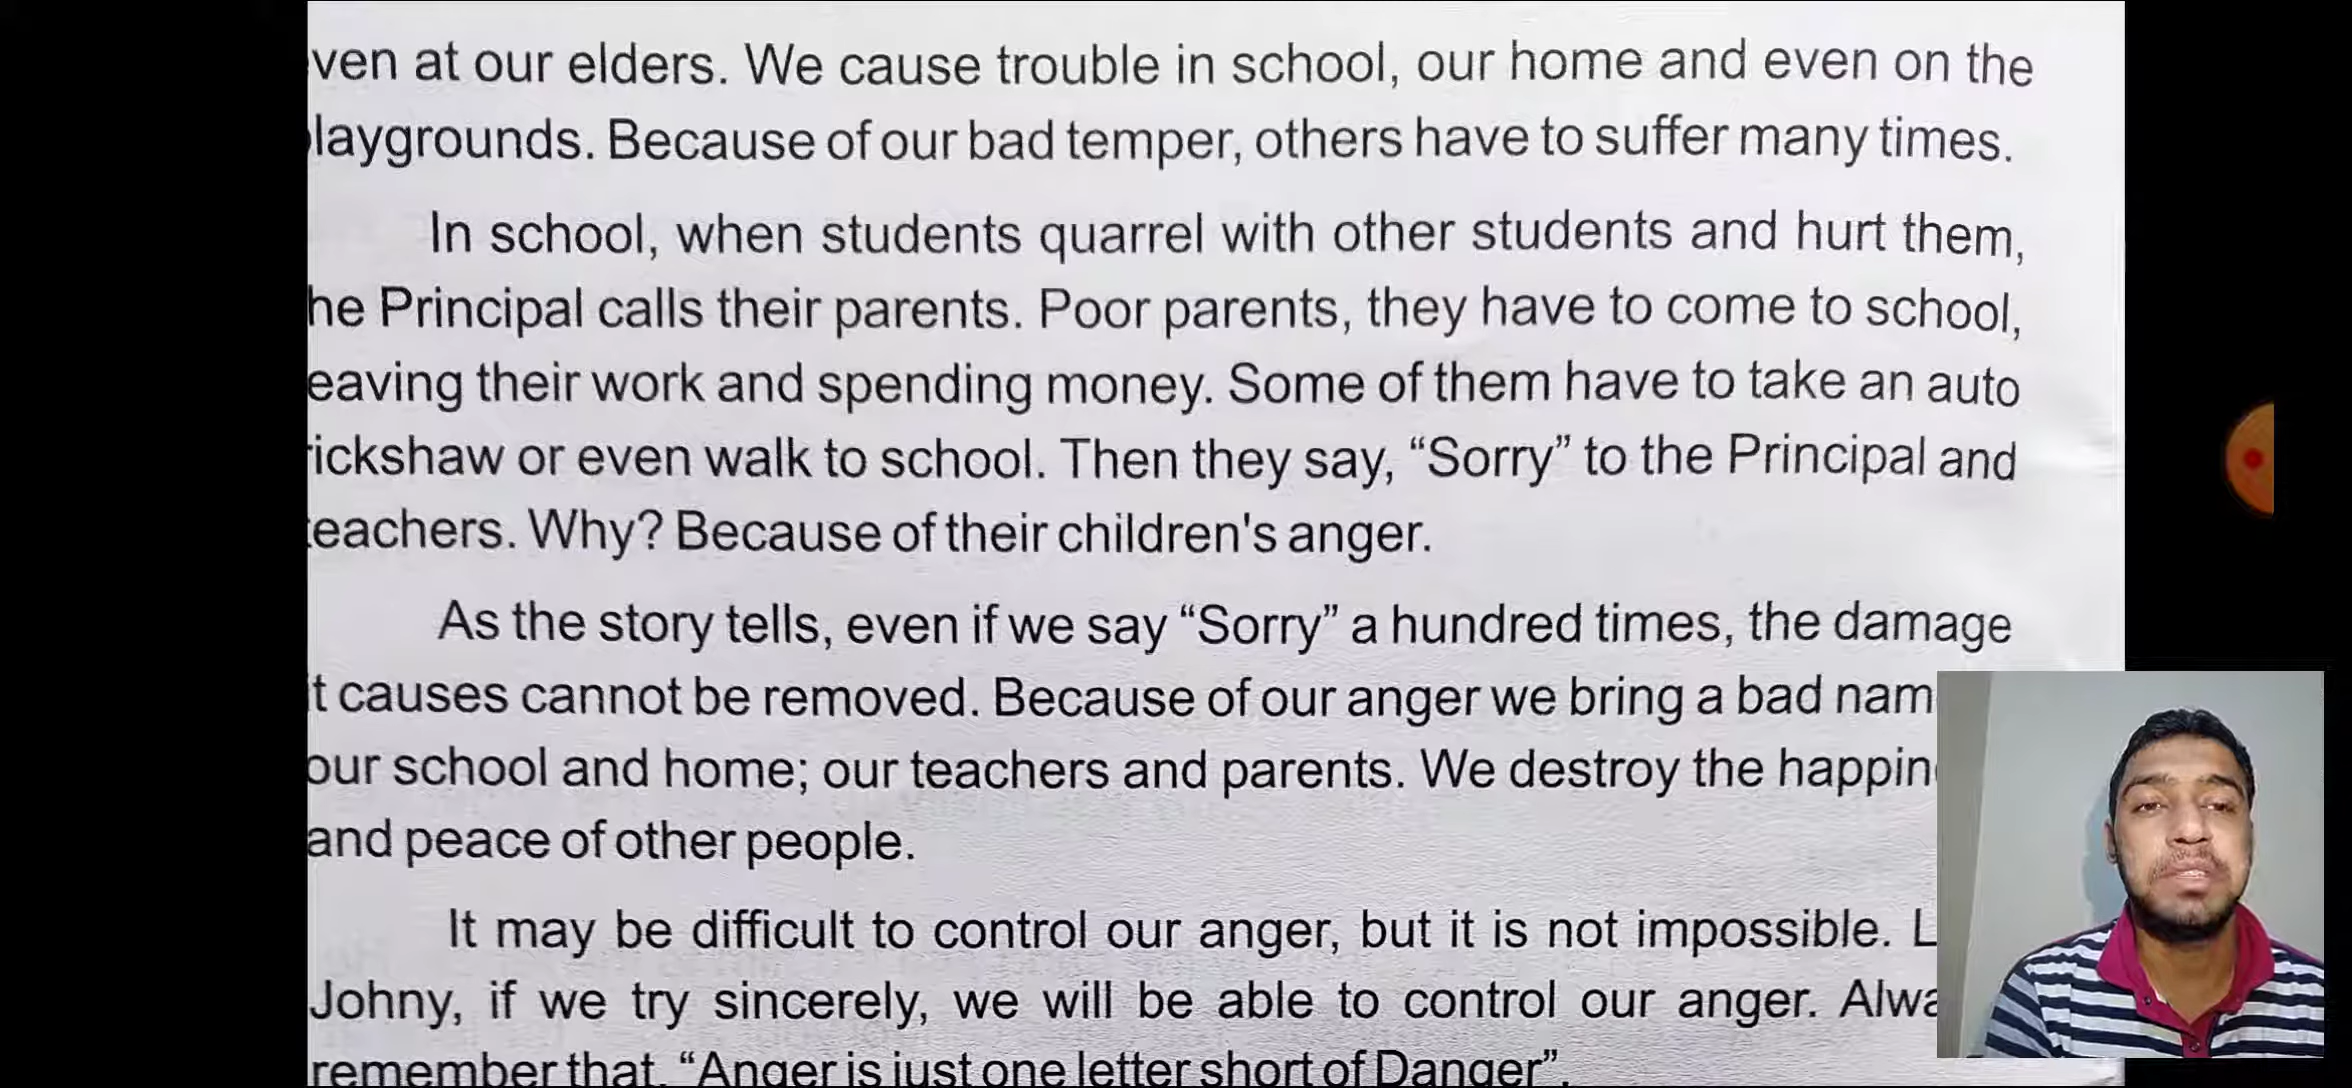 ven at our elders. We cause trouble in school, our home and even on the
laygrounds. Because of our bad temper, others have to suffer many times.
In school, when students quarrel with other students and hurt them,
he Principal calls their parents. Poor parents, they have to come to school,
eaving their work and spending money. Some of them have to take an auto
ickshaw or even walk to school. Then they say, “Sorry” to the Principal and
eachers. Why? Because of their children's anger.
As the story tells, even if we say “Sorry” a hundred times, the damage
it causes cannot be removed. Because of our anger we bring a bad nam
our school and home; our teachers and parents. We destroy the happin
and peace of other people.
It may be difficult to control our anger, but it is not impossible. L
Johny, if we try sincerely, we will be able to control our anger. Alwa
remember that, “Anger is just one letter short of Danger”.